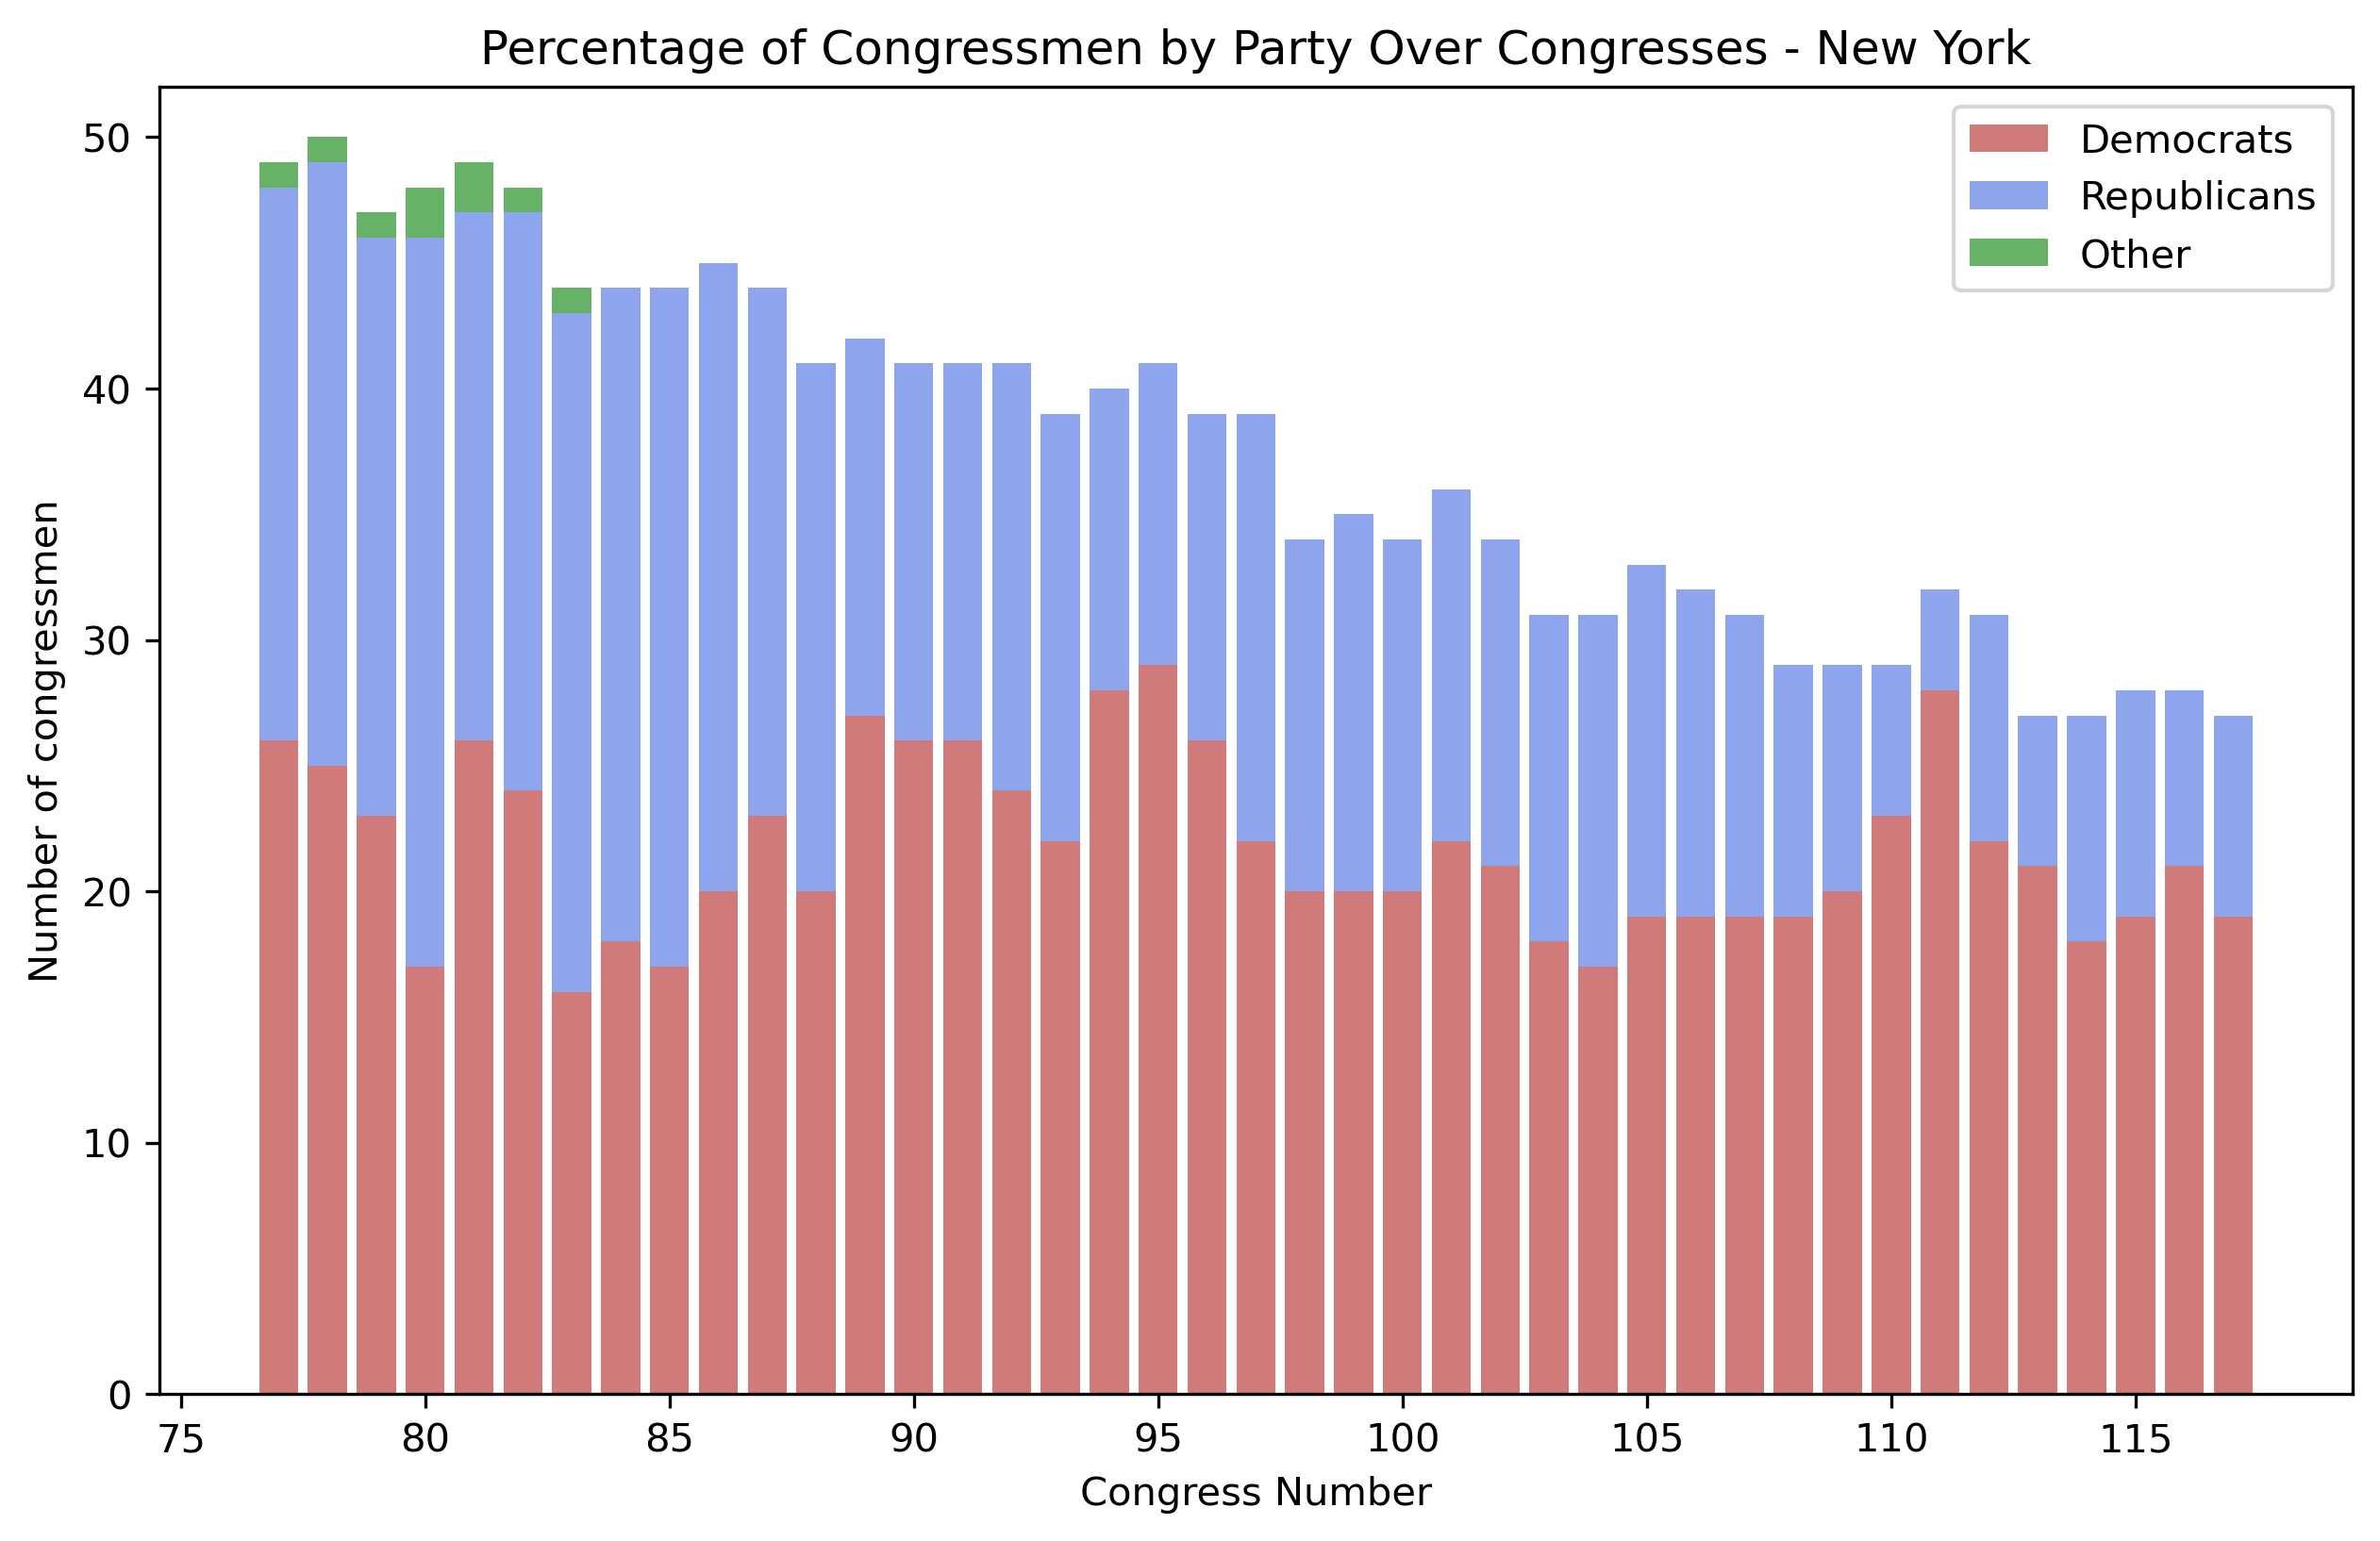 Percentage of Congressmen by Party Over Congresses - New York
Democrats
Republicans
Other
50
40
30
20
10
0
Number of congressmen
75 80 85 90 95 100 105 110 115
Congress Number